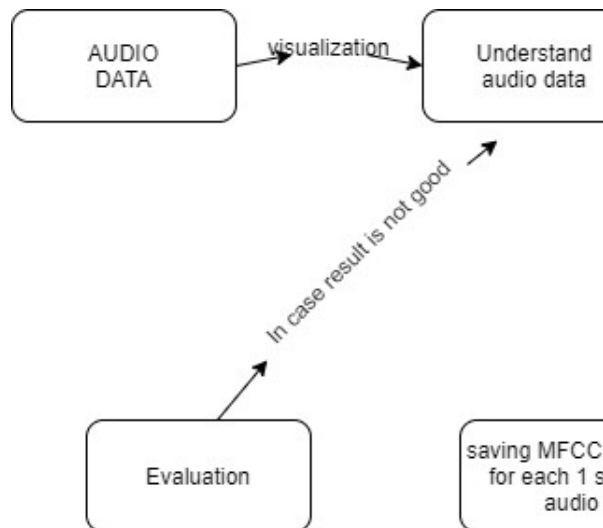 AUDIO
DATA
visualization
Understand
audio data
In case result is not good
Evaluation
saving MFCC
for each 1
audio